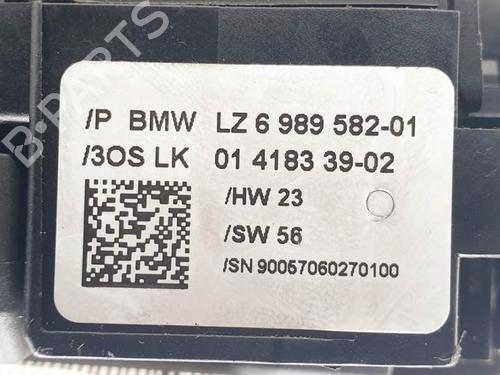 B-PARTS
/P BMW LZ 6 989 582-01
/3OS LK 01 4183 39-02
/HW 23
/SW 56
/SN 90057060270100